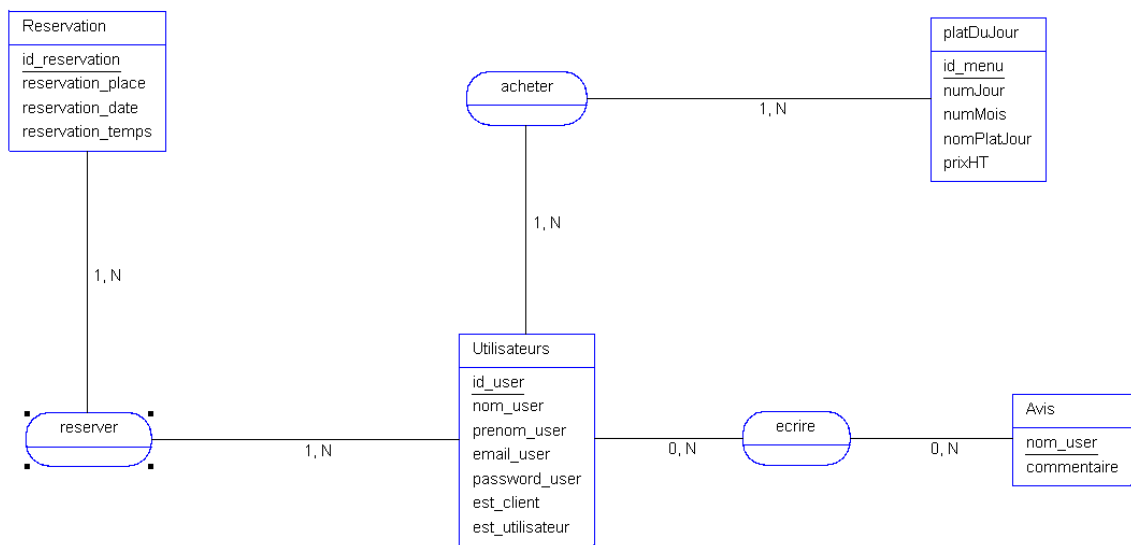 Reservation
id_reservation
reservation_place
reservation_date
reservation_temps
1, N
reserver
1, N
acheter
1, N
1, N
platDuJour
id_menu
numJour
numMois
nomPlatJour
prixHT
Utilisateurs
id_user
nom_user
prenom_user
email_user
password_user
est_client
est_utilisateur
0, N
ecrire
0, N
Avis
nom_user
commentaire